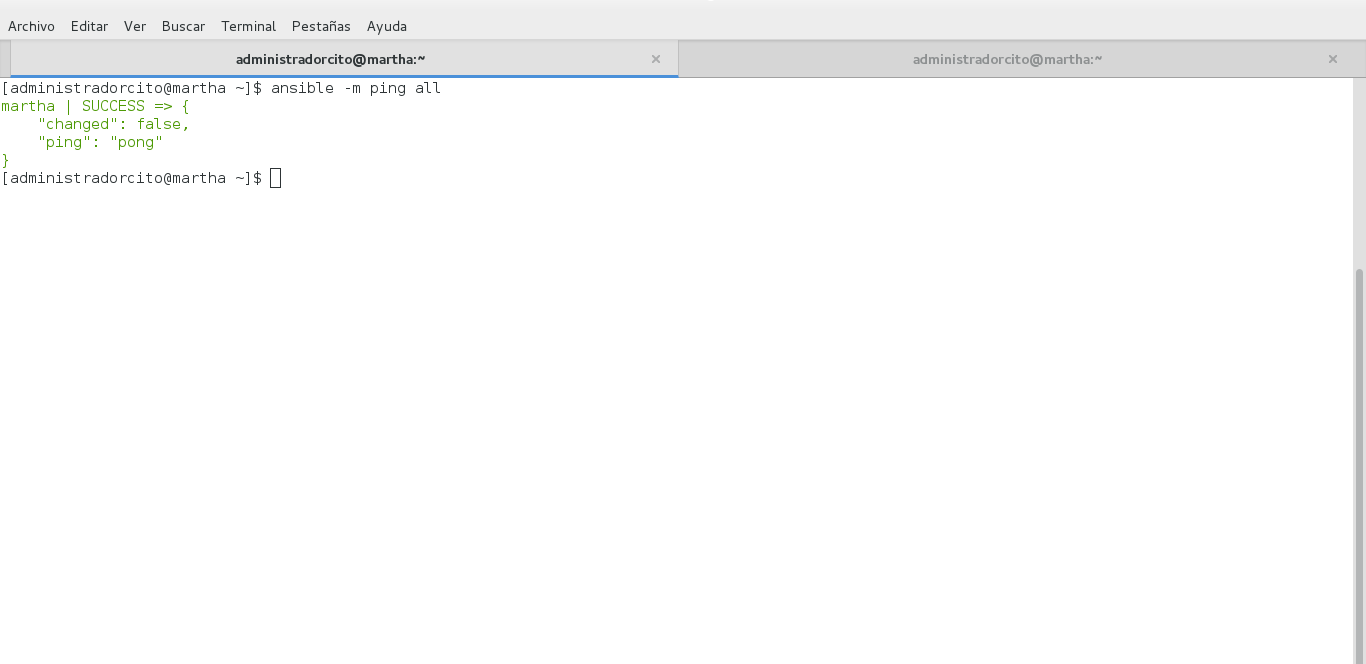 Archivo Editar Ver Buscar Terminal Pestañas Ayuda
administradorcito@martha:~ × administradorcito@martha:~ ×
[administradorcito@martha ~]$ ansible -m ping all
martha | SUCCESS => {
    "changed": false,
    "ping": "pong"
}
[administradorcito@martha ~]$